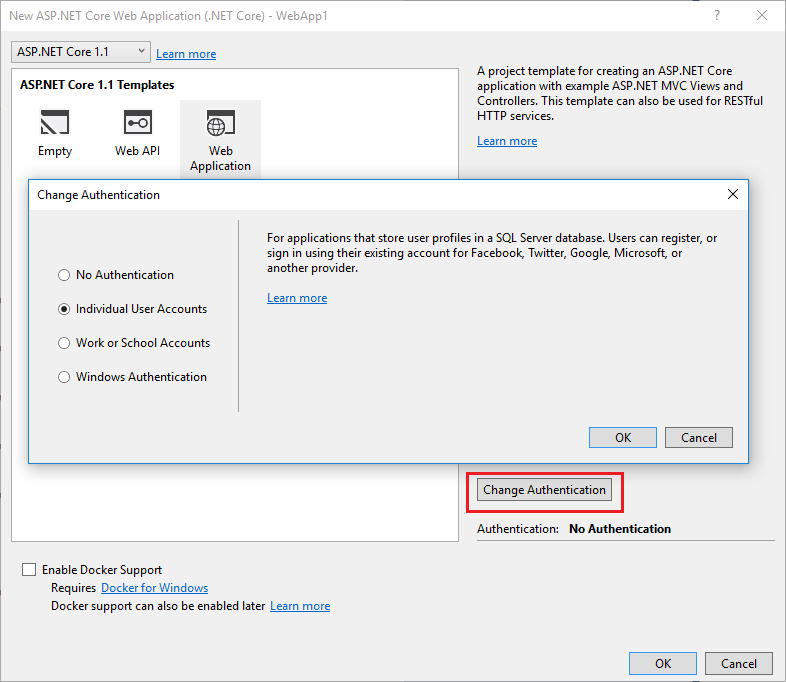 New ASP.NET Core Web Application (.NET Core) - WebApp1
ASP.NET Core 1.1
Learn more
ASP.NET Core 1.1 Templates
Empty
Web API
Web
Application
A project template for creating an ASP.NET Core
application with example ASP.NET MVC Views and
Controllers. This template can also be used for RESTful
HTTP services.
Learn more
Change Authentication
No Authentication
Individual User Accounts
Work or School Accounts
Windows Authentication
For applications that store user profiles in a SQL Server database. Users can register, or
sign in using their existing account for Facebook, Twitter, Google, Microsoft, or
another provider.
Learn more
OK
Cancel
Change Authentication
Authentication: No Authentication
Enable Docker Support
Requires Docker for Windows
Docker support can also be enabled later Learn more
OK
Cancel